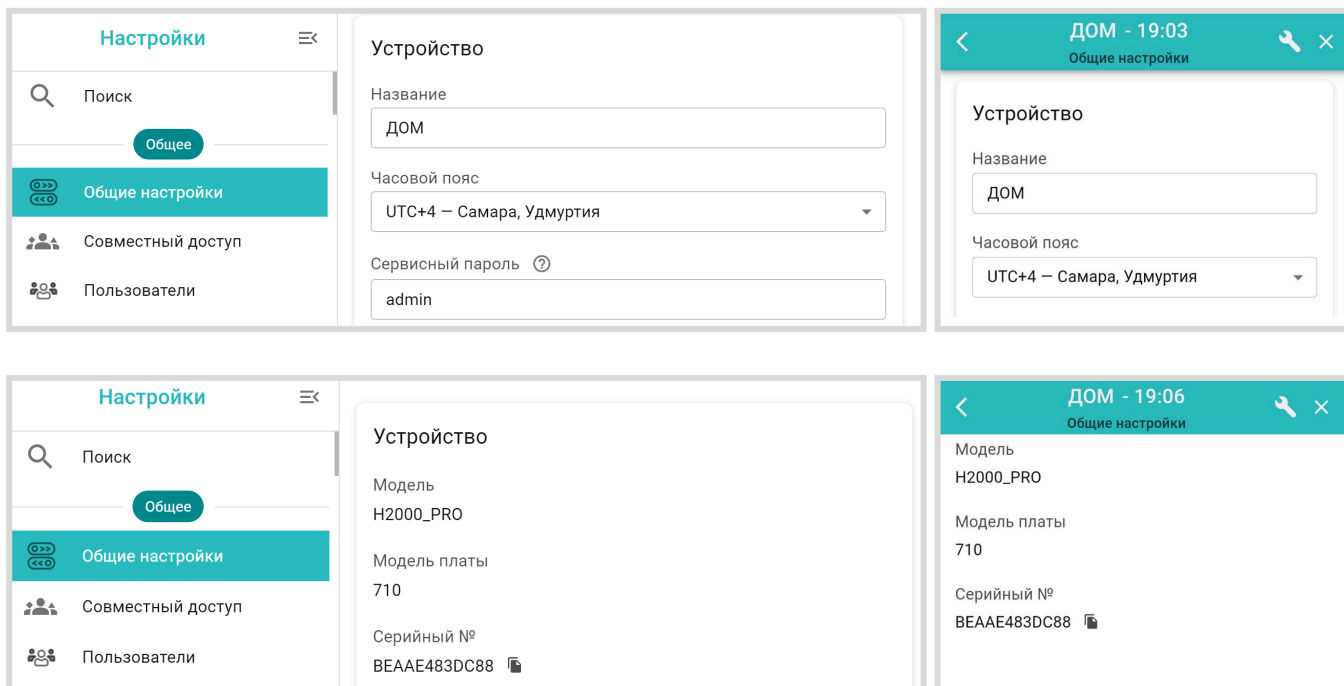 Настройки
Поиск
Общее
Общие настройки
Совместный доступ
Пользователи
Устройство
Название
ДОМ
Часовой пояс
UTC+4 — Самара, Удмуртия
Сервисный пароль
admin
ДОМ - 19:03
Общие настройки
Устройство
Название
ДОМ
Часовой пояс
UTC+4 — Самара, Удмуртия
Настройки
Поиск
Общее
Общие настройки
Совместный доступ
Пользователи
Устройство
Модель
H2000_PRO
Модель платы
710
Серийный №
BEAAE483DC88
ДОМ - 19:06
Общие настройки
Модель
H2000_PRO
Модель платы
710
Серийный №
BEAAE483DC88